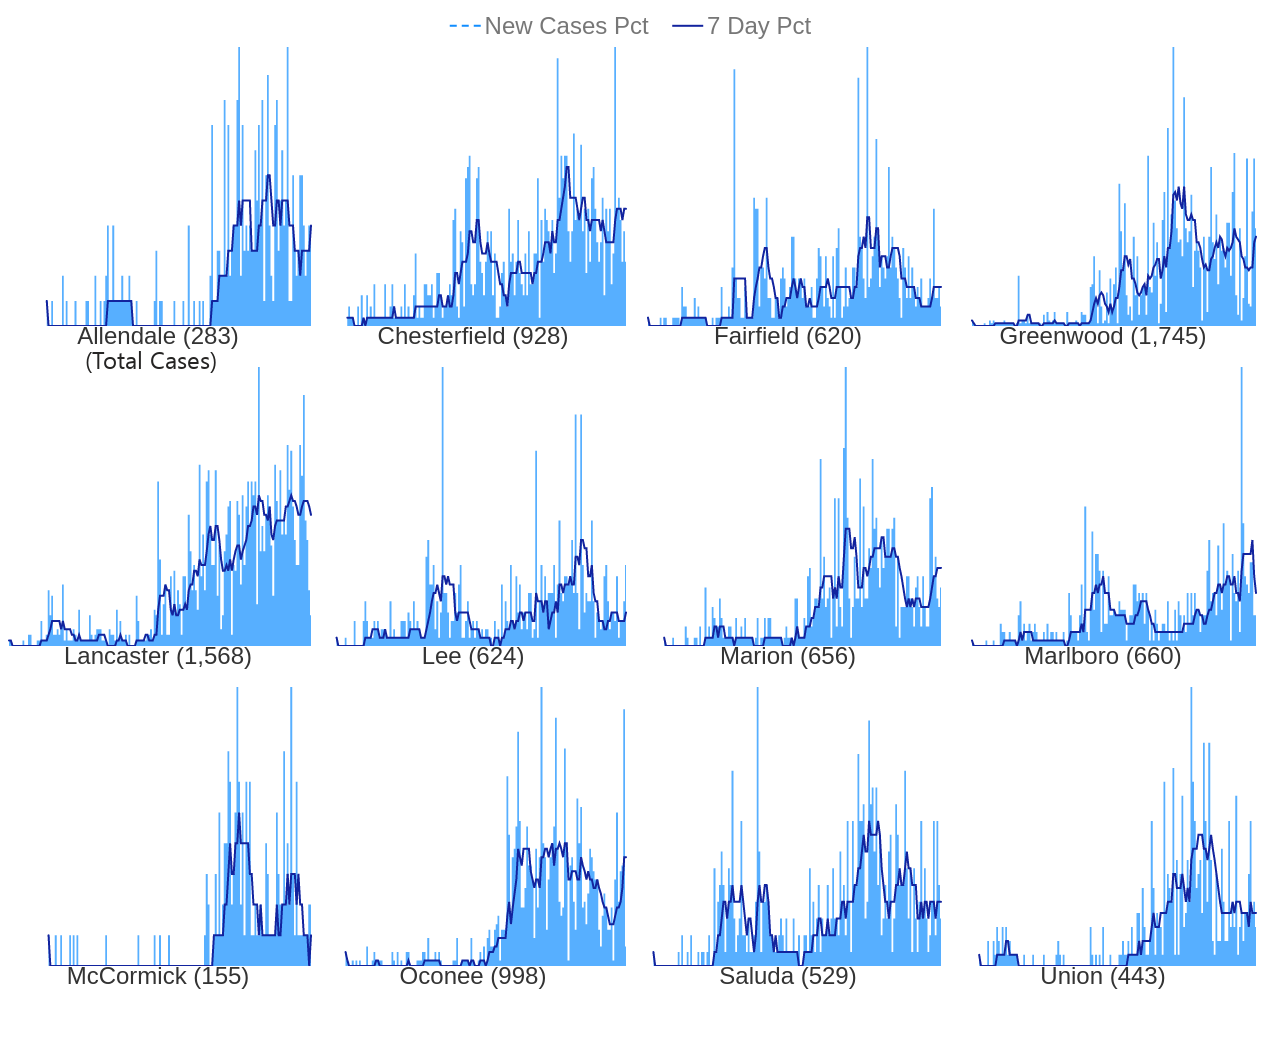 New Cases Pct 7 Day Pct
Allendale (283) Chesterfield (928) Fairfield (620) Greenwood (1,745)
(Total Cases)
Lancaster (1,568) Lee (624) Marion (656) Marlboro (660)
McCormick (155) Oconee (998) Saluda (529) Union (443)